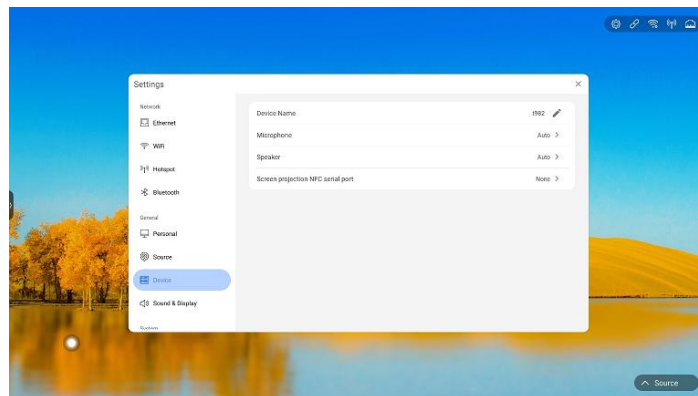 Settings
Network
Ethernet
WiFi
Hotspot
Bluetooth
General
Personal
Source
Device
Sound & Display
System
Device Name
t982
Microphone
Auto
Speaker
Auto
Screen projection NFC serial port
None
Source